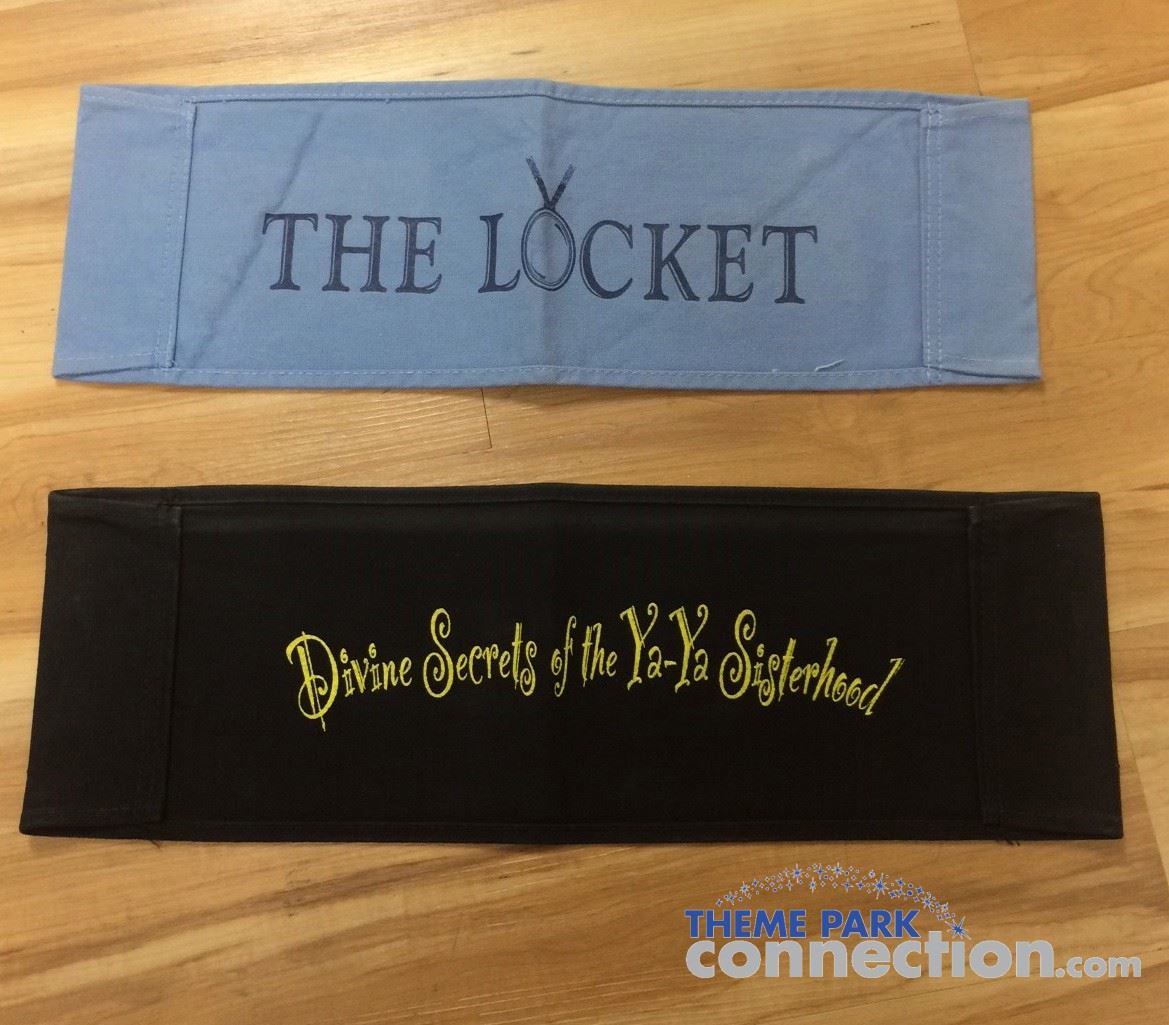 THE LOCKET
Divine Secrets of the Ya-Ya Sisterhood
THEME PARK
connection.com